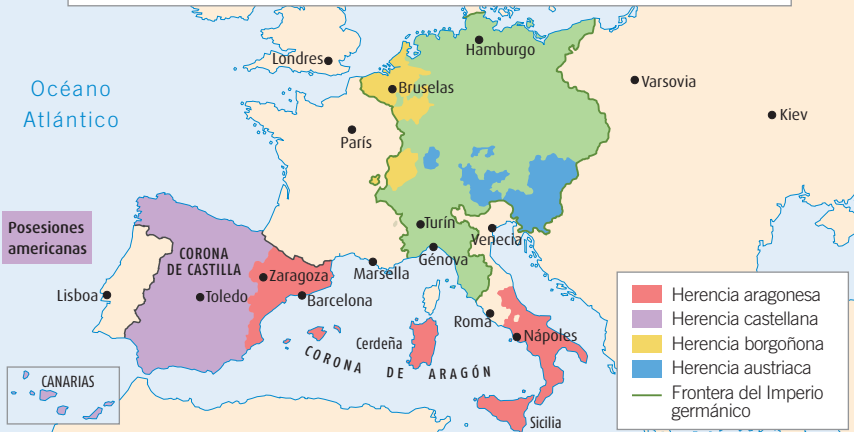 Hamburgo
Londres
Bruselas
Varsovia
Océano
Atlántico
Kiev
París
Turín
Venecia
Génova
Posesiones
americanas
CORONA
DE CASTILLA
Zaragoza
Marsella
Lisboa
Toledo
Barcelona
Roma
Nápoles
Cerdeña
CORONA DE ARAGÓN
CANARIAS
Sicilia
Herencia aragonesa
Herencia castellana
Herencia borgoñona
Herencia austriaca
Frontera del Imperio
germánico